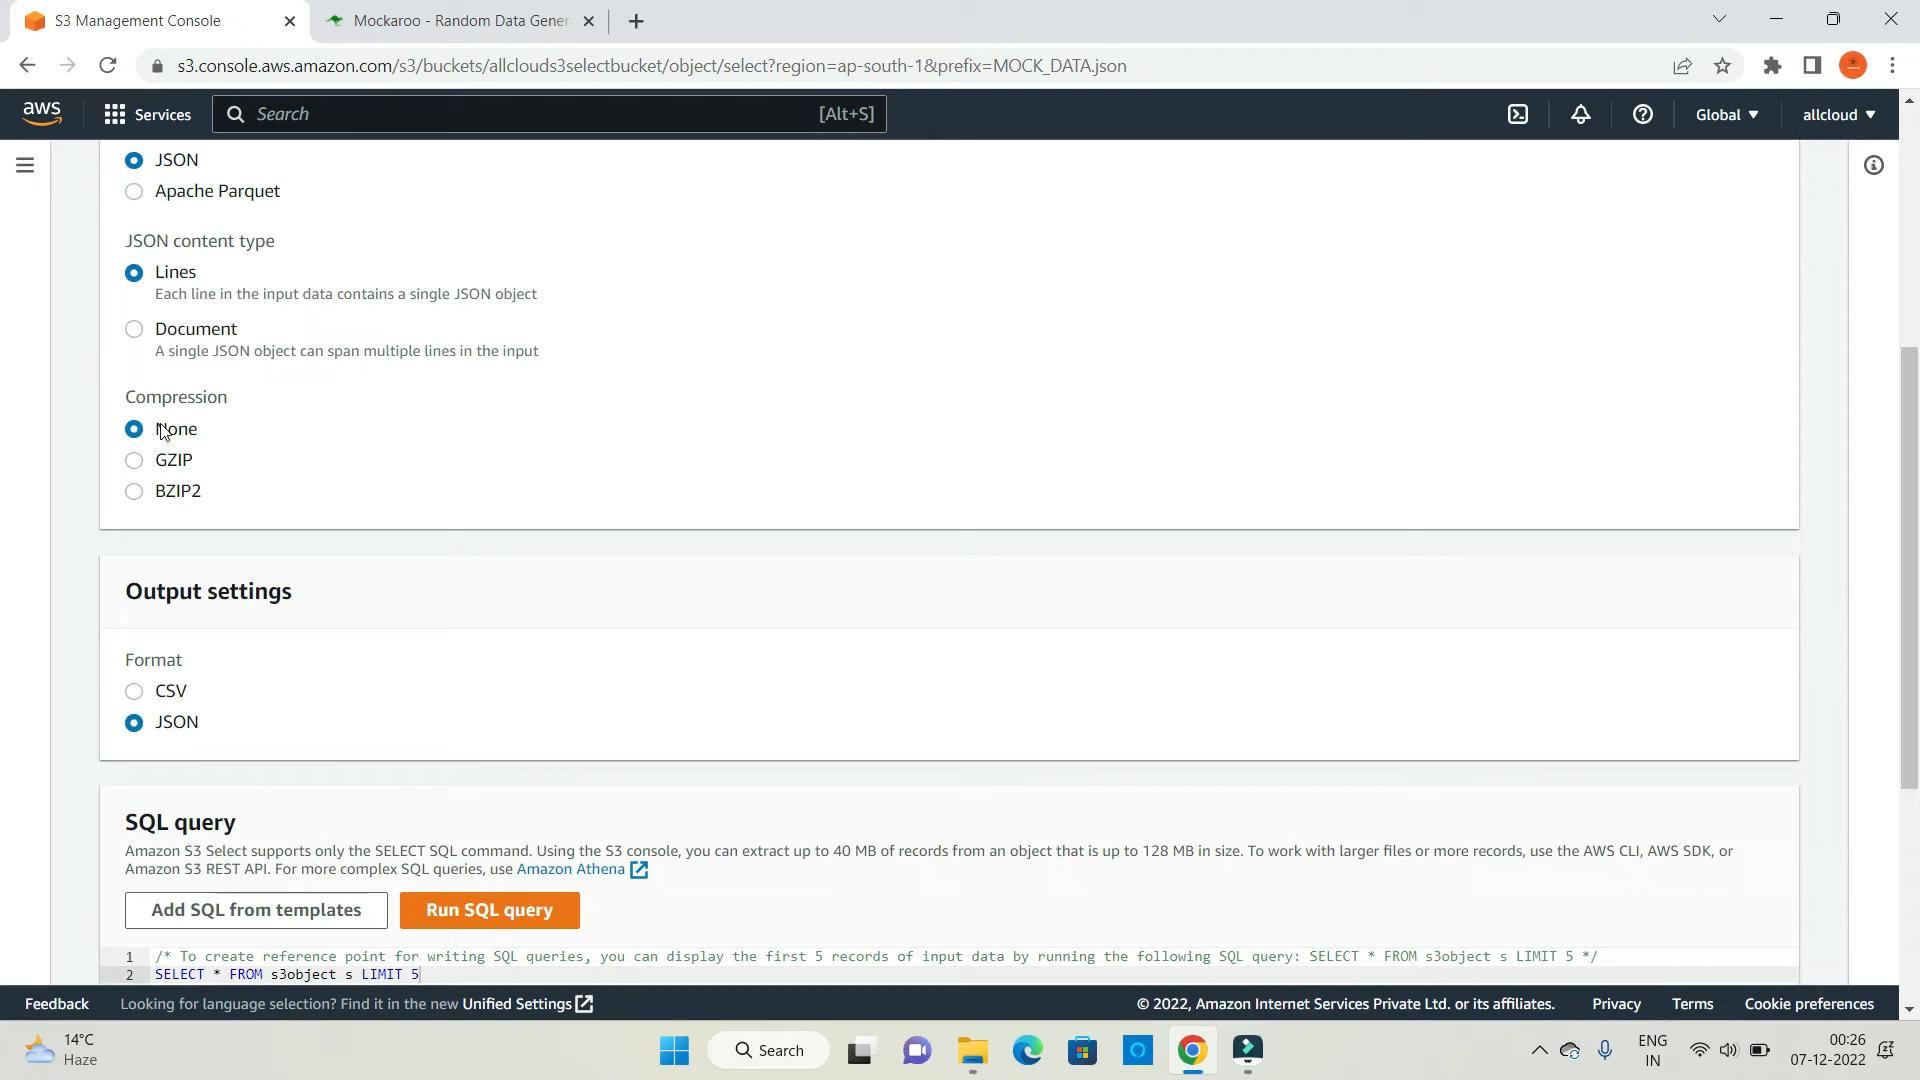 S3 Management Console
Mockaroo - Random Data Gener
s3.console.aws.amazon.com/s3/buckets/allclouds3selectbucket/object/select?region=ap-south-1&prefix=MOCK_DATA.json
aws
Services
Search
[Alt+S]
Global
allcloud
JSON
Apache Parquet
JSON content type
Lines
Each line in the input data contains a single JSON object
Document
A single JSON object can span multiple lines in the input
Compression
None
GZIP
BZIP2
Output settings
Format
CSV
JSON
SQL query
Amazon S3 Select supports only the SELECT SQL command. Using the S3 console, you can extract up to 40 MB of records from an object that is up to 128 MB in size. To work with larger files or more records, use the AWS CLI, AWS SDK, or
Amazon S3 REST API. For more complex SQL queries, use Amazon Athena
Add SQL from templates
Run SQL query
1 /* To create reference point for writing SQL queries, you can display the first 5 records of input data by running the following SQL query: SELECT * FROM s3object s LIMIT 5 */
2 SELECT * FROM s3object s LIMIT 5
Feedback
Looking for language selection? Find it in the new Unified Settings
© 2022, Amazon Internet Services Private Ltd. or its affiliates.
Privacy
Terms
Cookie preferences
14°C
Haze
Search
ENG
IN
00:26
07-12-2022